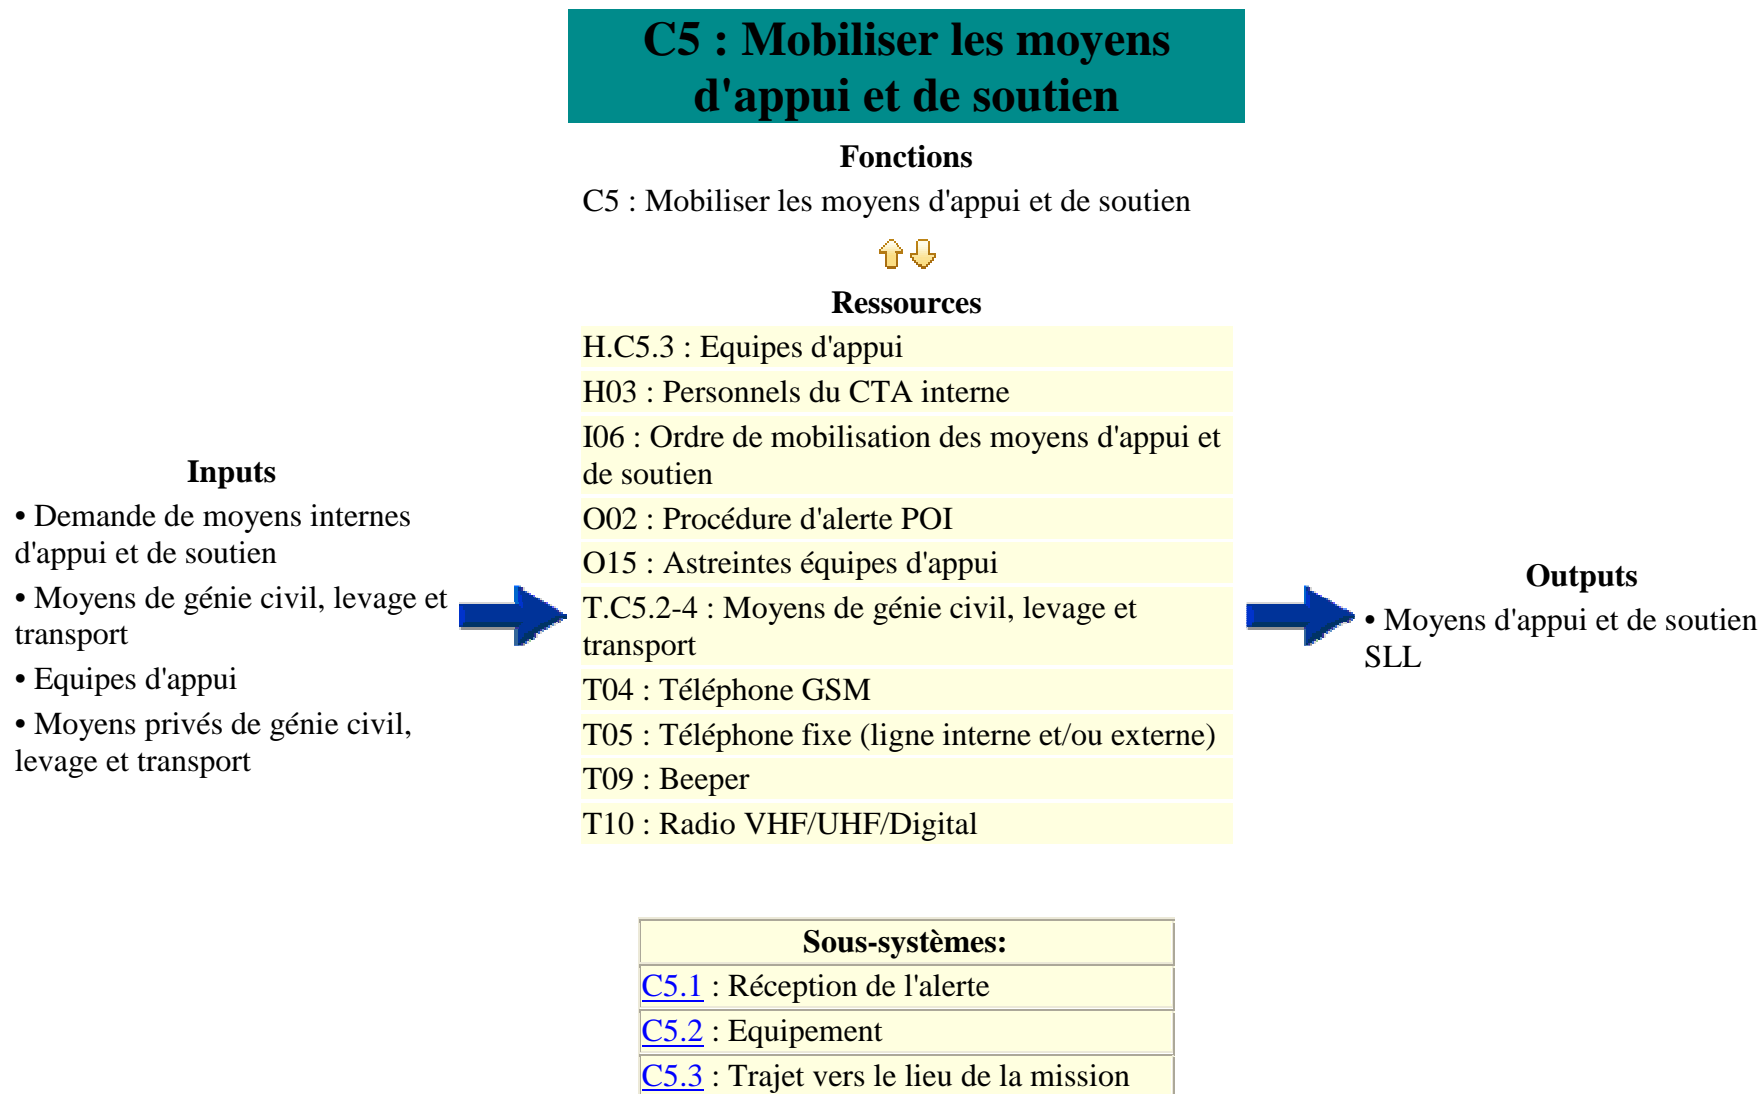 C5 : Mobiliser les moyens
d'appui et de soutien
Fonctions
C5 : Mobiliser les moyens d'appui et de soutien
Ressources
H.C5.3 : Equipes d'appui
H03 : Personnels du CTA interne
I06 : Ordre de mobilisation des moyens d'appui et
de soutien
O02 : Procédure d'alerte POI
O15 : Astreintes équipes d'appui
T.C5.2-4 : Moyens de génie civil, levage et
transport
T04 : Téléphone GSM
T05 : Téléphone fixe (ligne interne et/ou externe)
T09 : Beeper
T10 : Radio VHF/UHF/Digital
Inputs
• Demande de moyens internes
d'appui et de soutien
• Moyens de génie civil, levage et
transport
• Equipes d'appui
• Moyens privés de génie civil,
levage et transport
Outputs
• Moyens d'appui et de soutien
SLL
Sous-systèmes:
C5.1 : Réception de l'alerte
C5.2 : Equipement
C5.3 : Trajet vers le lieu de la mission